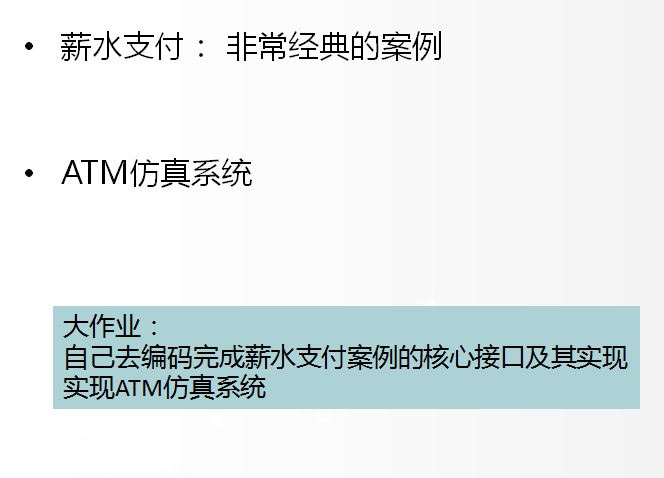 • 薪水支付： 非常经典的案例
• ATM仿真系统
大作业：
自己去编码完成薪水支付案例的核心接口及其实现
实现ATM仿真系统